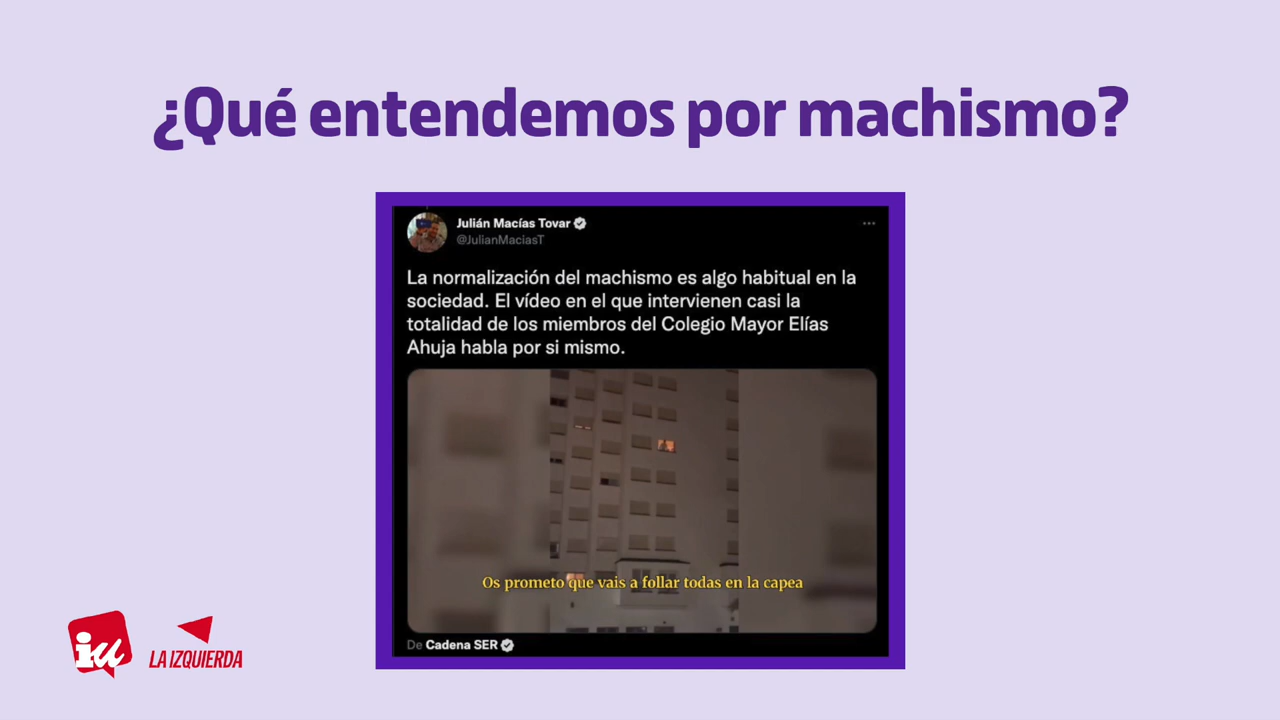 ¿Qué entendemos por machismo?
Julián Macías Tovar
@JulianMaciasT
La normalización del machismo es algo habitual en la
sociedad. El vídeo en el que intervienen casi la
totalidad de los miembros del Colegio Mayor Elías
Ahuja habla por si mismo.
Os prometo que vais a follar todas en la capea
De Cadena SER
iu
LA IZQUIERDA